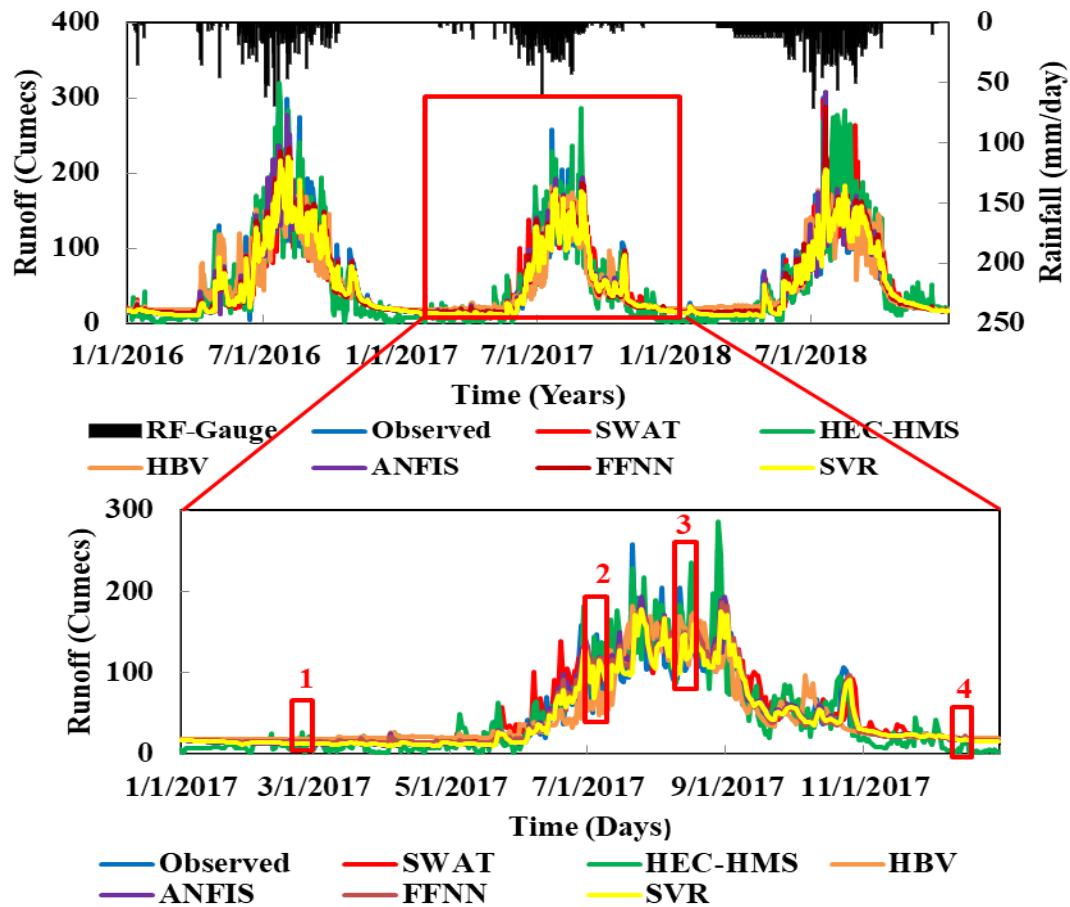 400
300
200
100
0
Runoff (Cumecs)
0
50
100
150
200
250
Rainfall (mm/day)
1/1/2016 7/1/2016 1/1/2017 7/1/2017 1/1/2018 7/1/2018
Time (Years)
RF-Gauge Observed SWAT HEC-HMS
HBV ANFIS FFNN SVR
300
200
100
0
Runoff (Cumecs)
1
2
3
4
1/1/2017 3/1/2017 5/1/2017 7/1/2017 9/1/2017 11/1/2017
Time (Days)
Observed SWAT HEC-HMS HBV
ANFIS FFNN SVR